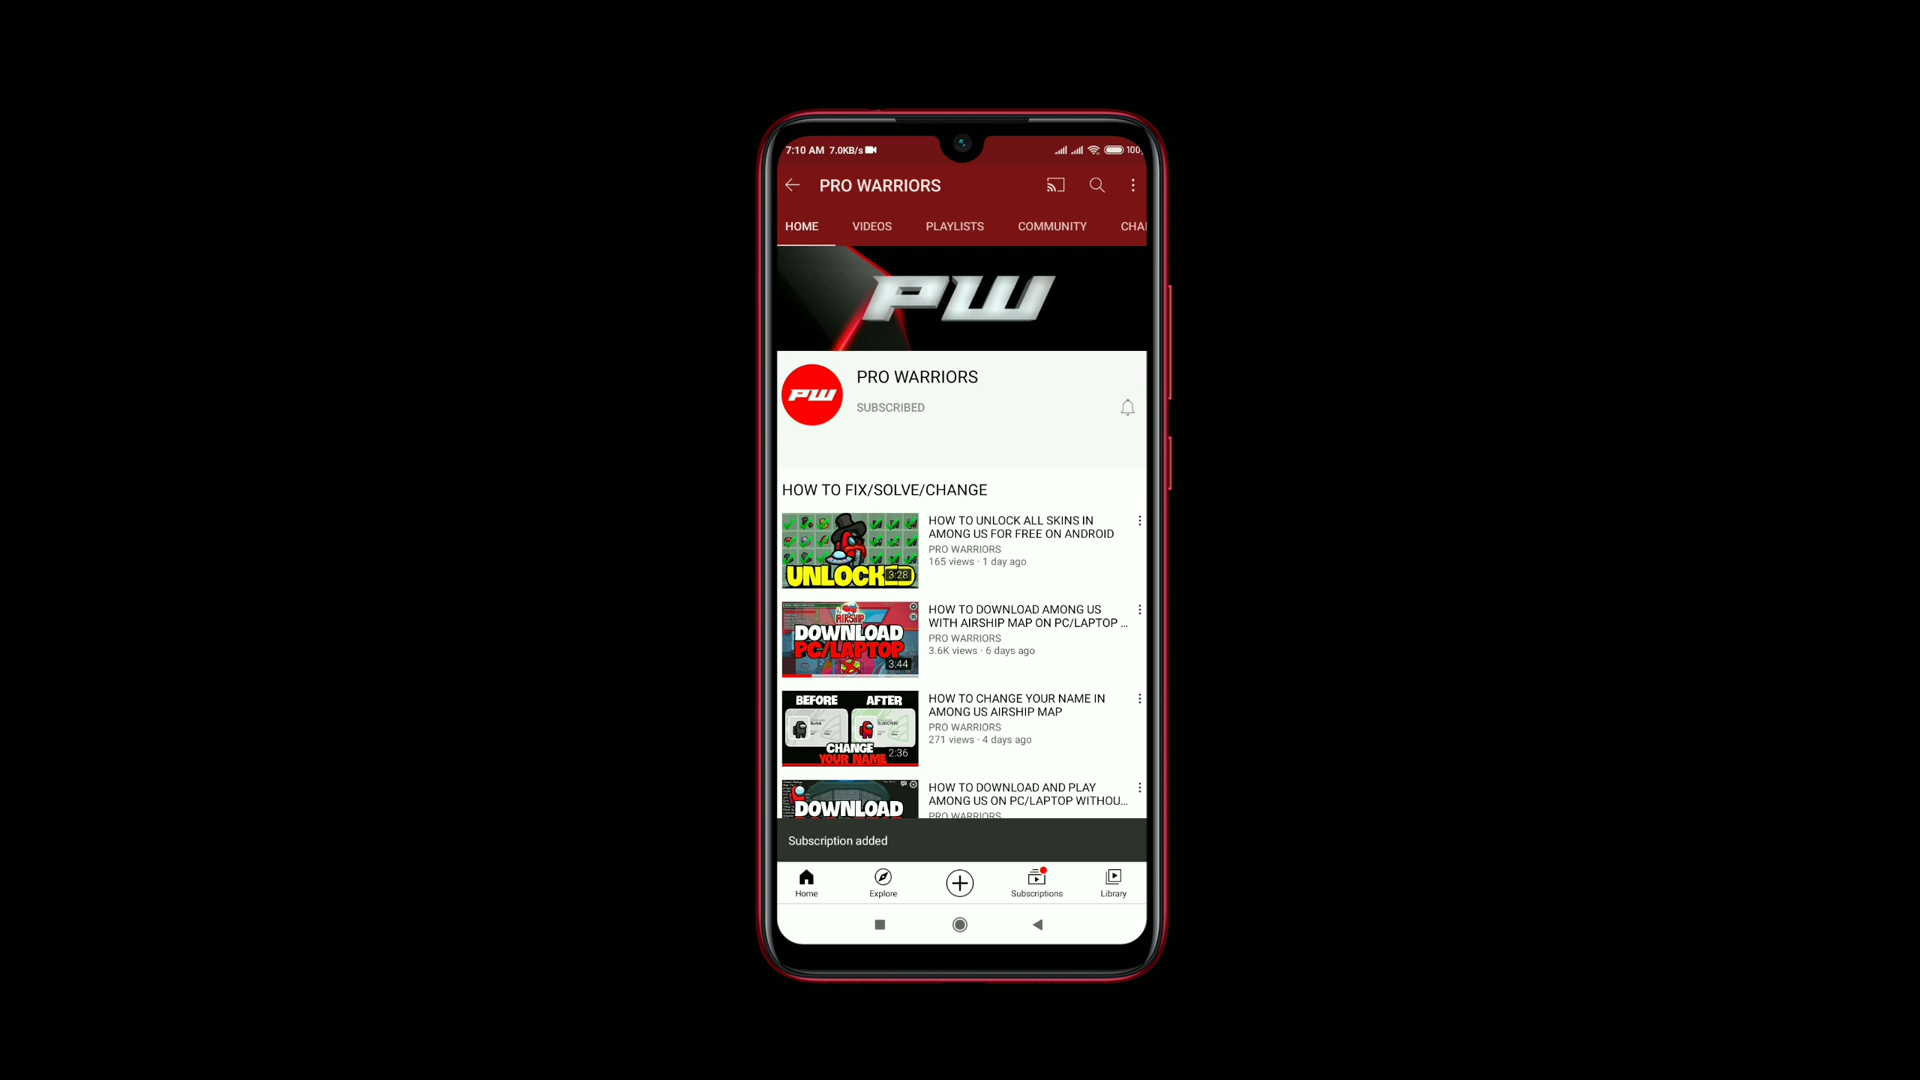 7:10 AM 7.0KB/s
100
PRO WARRIORS
HOME VIDEOS PLAYLISTS COMMUNITY CHA
PW
PW
PRO WARRIORS
SUBSCRIBED
HOW TO FIX/SOLVE/CHANGE
UNLOCKED
3:28
HOW TO UNLOCK ALL SKINS IN
AMONG US FOR FREE ON ANDROID
PRO WARRIORS
165 views · 1 day ago
AIRSHIP
DOWNLOAD
PC/LAPTOP
3:44
HOW TO DOWNLOAD AMONG US
WITH AIRSHIP MAP ON PC/LAPTOP ...
PRO WARRIORS
3.6K views · 6 days ago
BEFORE AFTER
CHANGE
YOUR NAME
2:36
HOW TO CHANGE YOUR NAME IN
AMONG US AIRSHIP MAP
PRO WARRIORS
271 views · 4 days ago
DOWNLOAD
HOW TO DOWNLOAD AND PLAY
AMONG US ON PC/LAPTOP WITHOU...
PRO WARRIORS
Subscription added
Home Explore Subscriptions Library